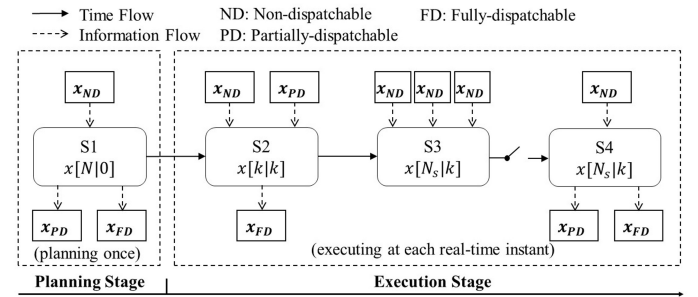 Time Flow ND: Non-dispatchable FD: Fully-dispatchable
Information Flow PD: Partially-dispatchable
x_ND x_ND x_PD x_ND x_ND x_ND x_ND
S1 S2 S3 S4
x[N|0] x[k|k] x[N_s|k] x[N_s|k]
x_PD x_FD x_FD x_PD x_FD
(planning once) (executing at each real-time instant)
Planning Stage Execution Stage